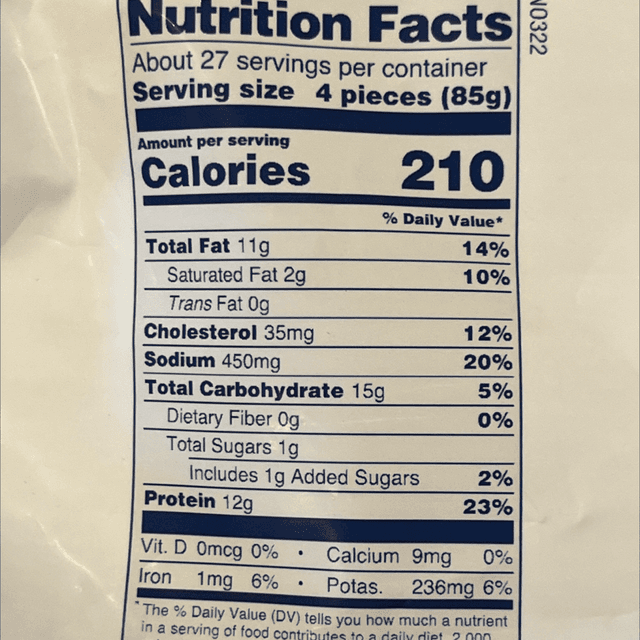 Nutrition Facts
About 27 servings per container
Serving size 4 pieces (85g)
Amount per serving
Calories 210
% Daily Value*
Total Fat 11g 14%
Saturated Fat 2g 10%
Trans Fat 0g
Cholesterol 35mg 12%
Sodium 450mg 20%
Total Carbohydrate 15g 5%
Dietary Fiber 0g 0%
Total Sugars 1g
Includes 1g Added Sugars 2%
Protein 12g 23%
Vit. D 0mcg 0% • Calcium 9mg 0%
Iron 1mg 6% • Potas. 236mg 6%
*The % Daily Value (DV) tells you how much a nutrient
in a serving of food contributes to a daily diet. 2,000
N0322